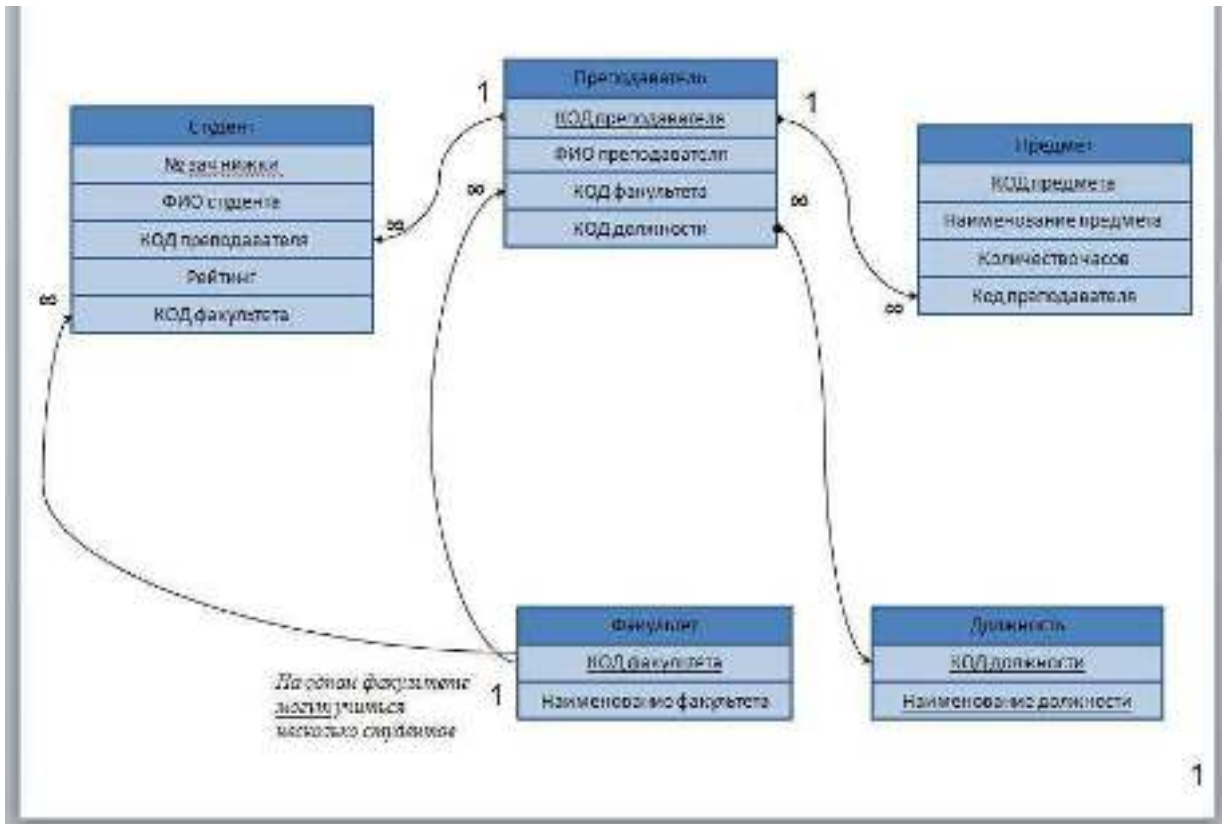 Студент
№ зач книжки
ФИО студента
КОД преподавателя
Рейтинг
КОД факультета
∞
∞
1
Преподаватель
КОД преподавателя
ФИО преподавателя
КОД факультета
КОД должности
∞
1
∞
Предмет
КОД предмета
Наименование предмета
Количество часов
Код преподавателя
∞
На одном факультете
могут учиться
несколько студентов
1
Факультет
КОД факультета
Наименование факультета
Должность
КОД должности
Наименование должности
1